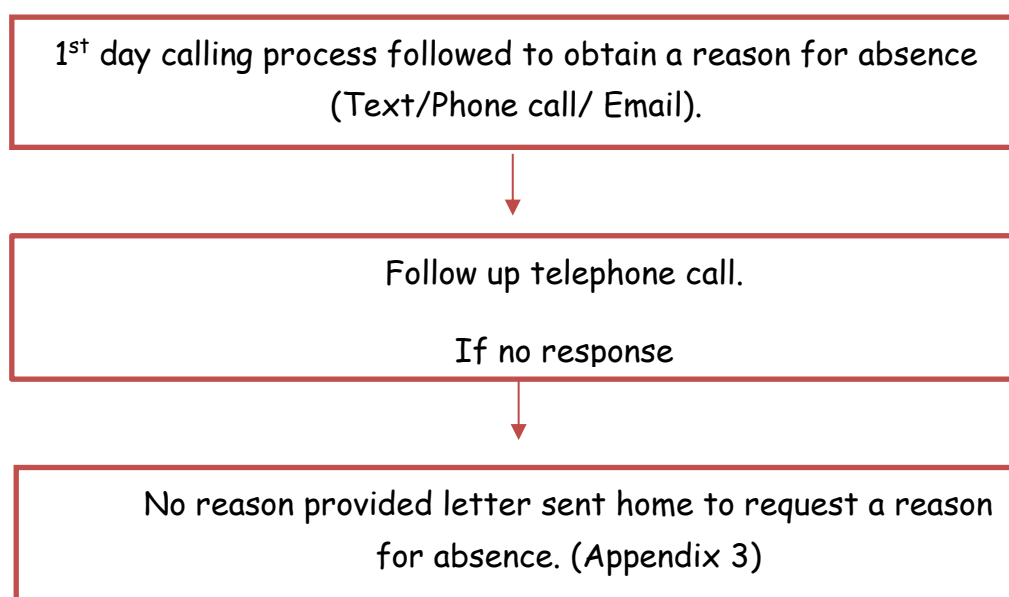 1st day calling process followed to obtain a reason for absence
(Text/Phone call/ Email).
Follow up telephone call.
If no response
No reason provided letter sent home to request a reason
for absence. (Appendix 3)